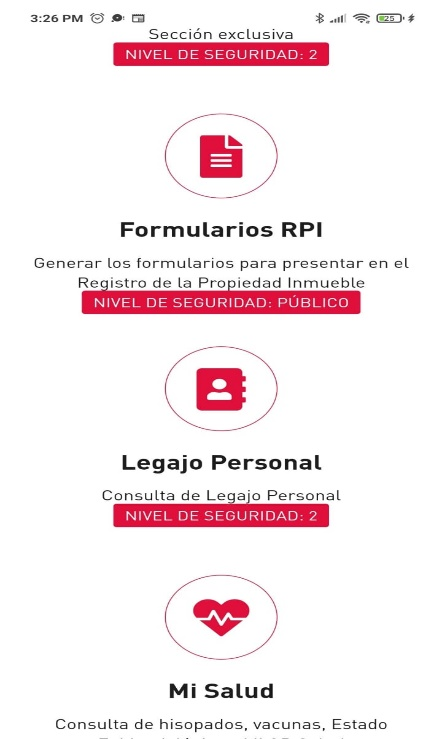 3:26 PM
25
Sección exclusiva
NIVEL DE SEGURIDAD: 2
Formularios RPI
Generar los formularios para presentar en el
Registro de la Propiedad Inmueble
NIVEL DE SEGURIDAD: PÚBLICO
Legajo Personal
Consulta de Legajo Personal
NIVEL DE SEGURIDAD: 2
Mi Salud
Consulta de hisopados, vacunas, Estado